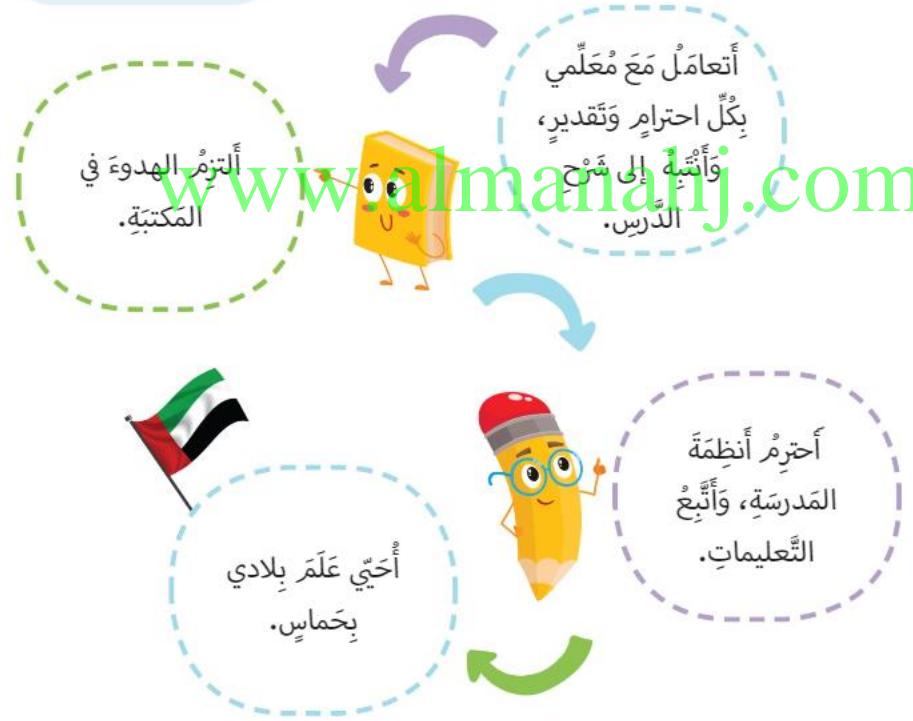 أَتعامَلُ مَعَ مُعَلِّمي
بِكُلِّ احترامٍ وَتَقديرٍ،
وَأَنْتَبِهُ إِلى شَرْحِ
الدَّرسِ.
أَلتزِمُ الهدوءَ في
المَكتبَةِ.
www.almanahj.com
أَحترِمُ أَنظِمَةَ
المَدرسَةِ، وَأَتَّبِعُ
التَّعليماتِ.
أُحَيّي عَلَمَ بِلادي
بِحَماسٍ.